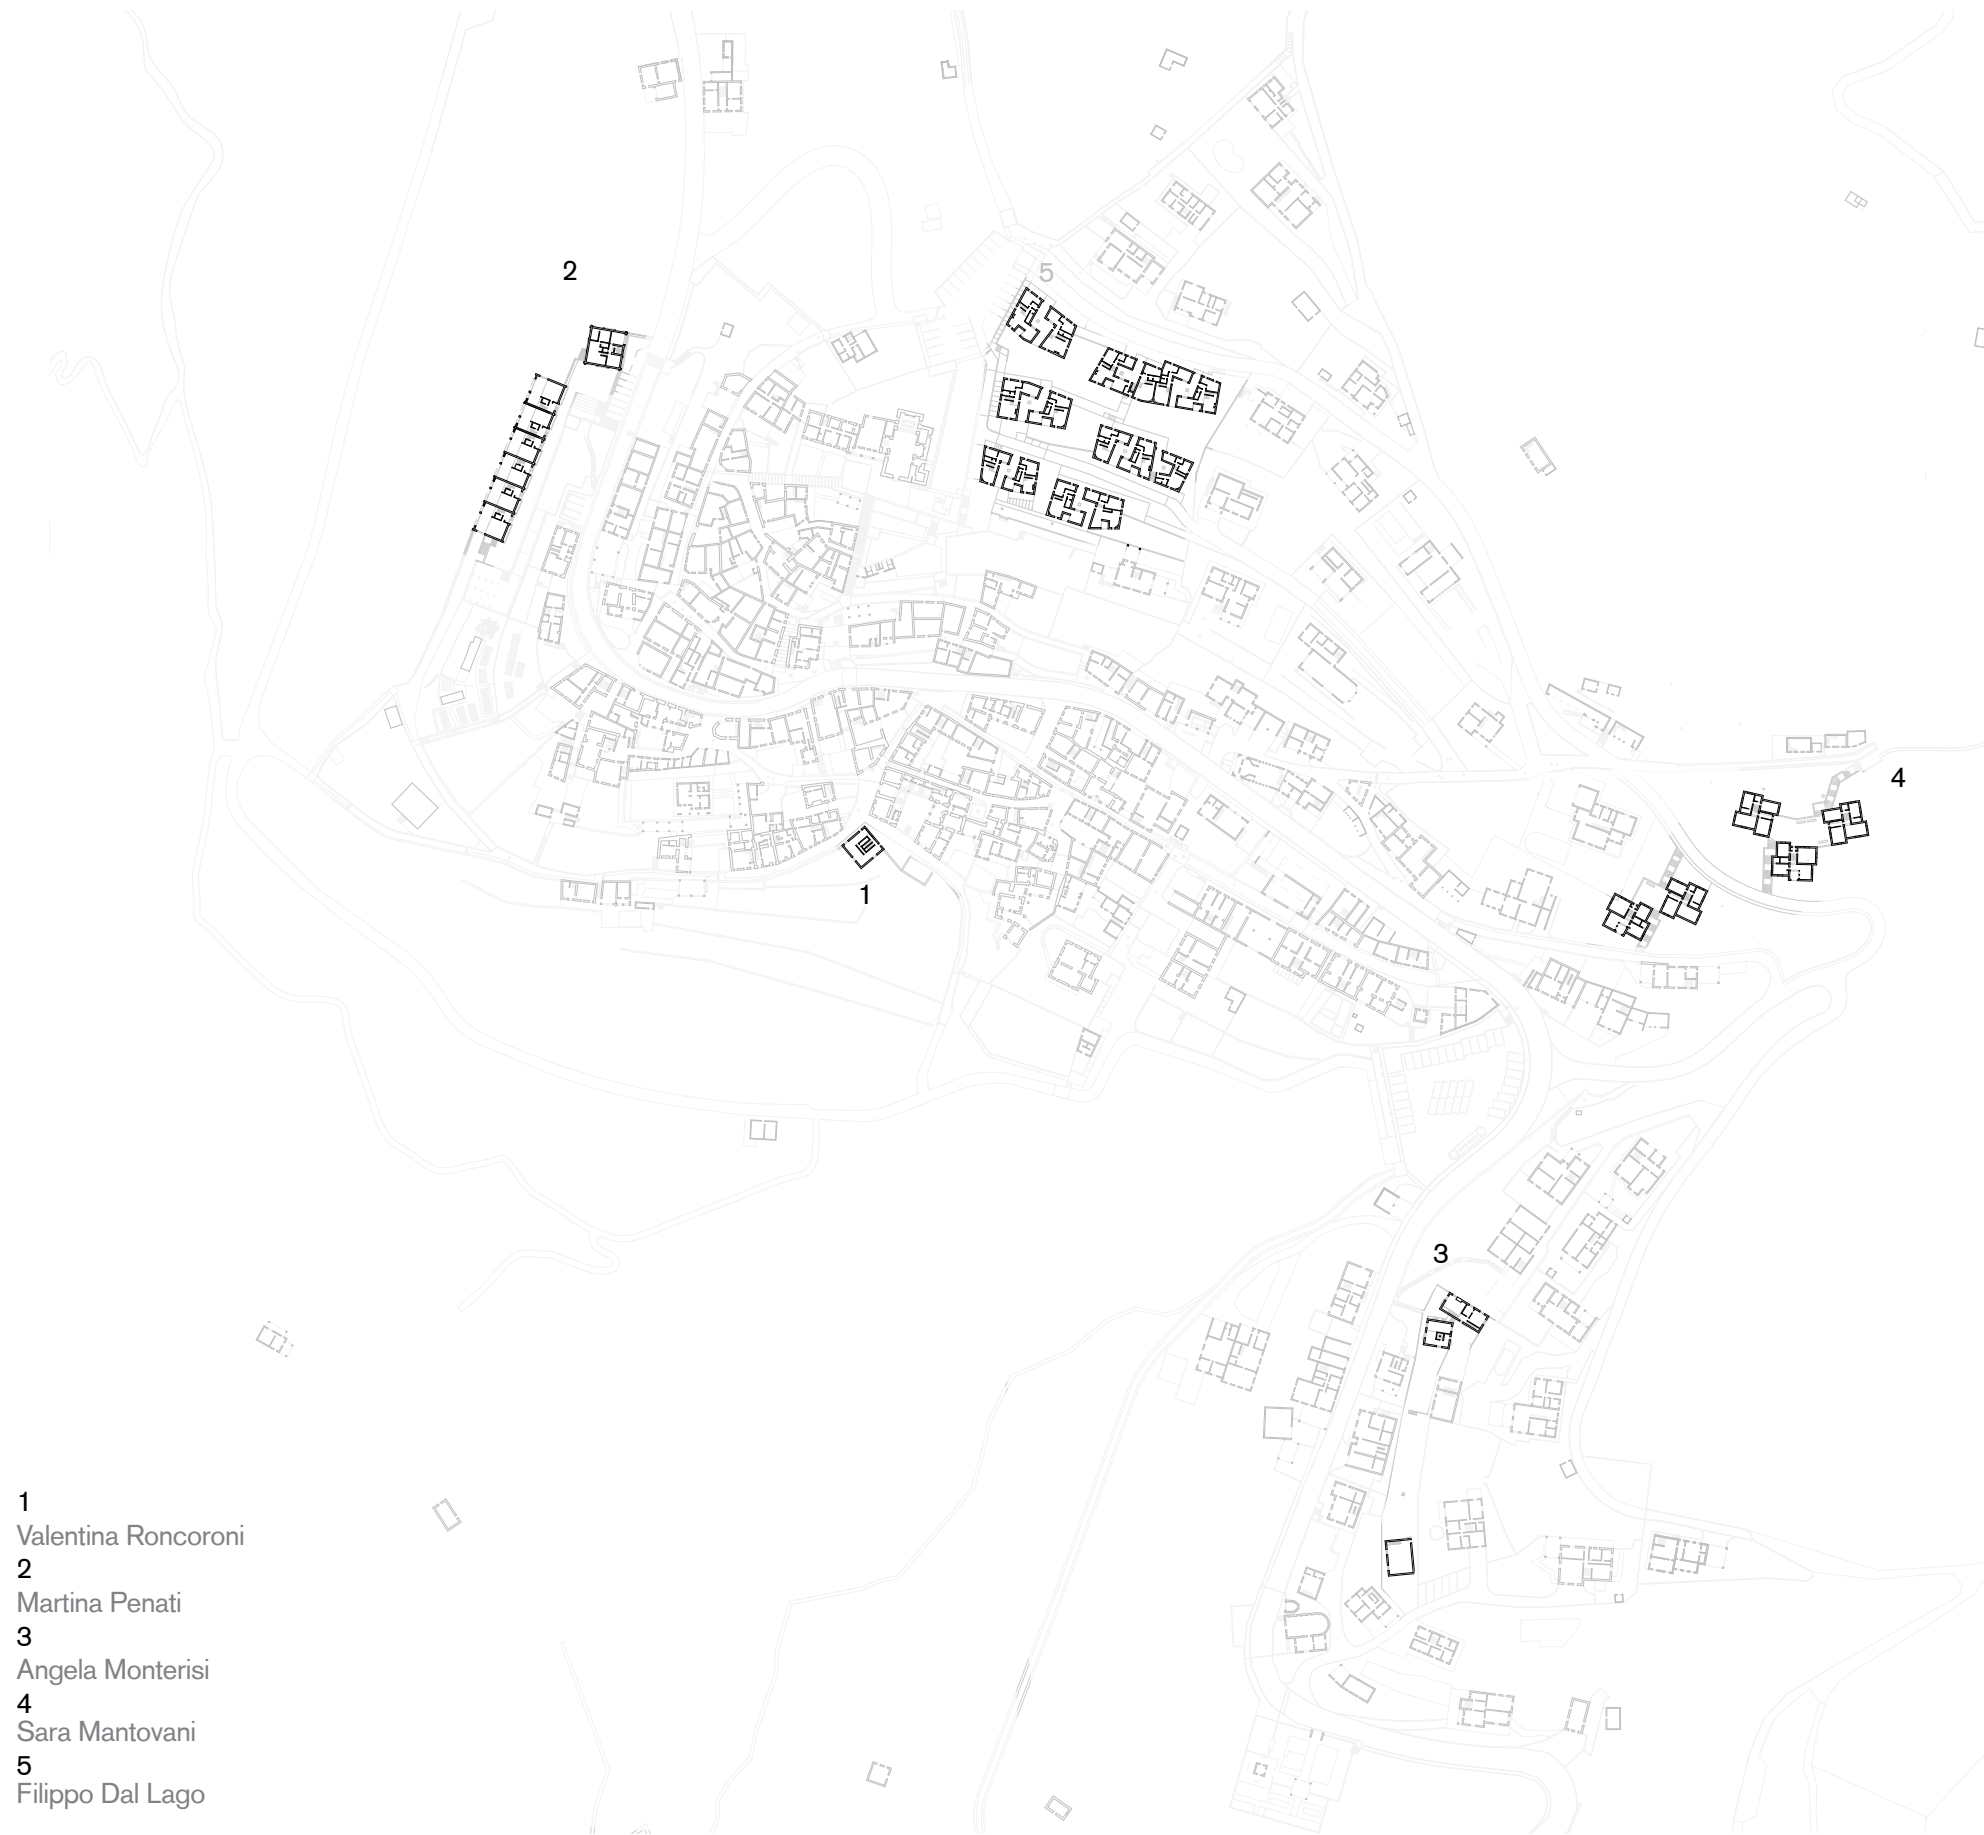 2
5
4
1
3
1
Valentina Roncoroni
2
Martina Penati
3
Angela Monterisi
4
Sara Mantovani
5
Filippo Dal Lago